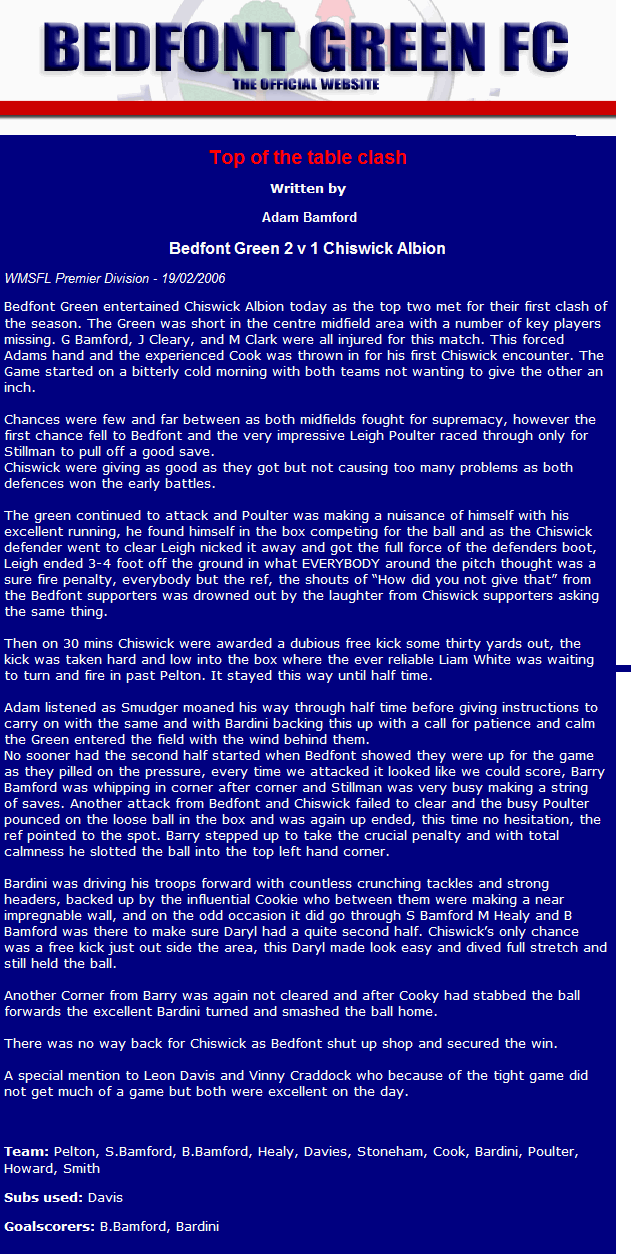 BEDFONT GREEN FC
THE OFFICIAL WEBSITE
Top of the table clash
Written by
Adam Bamford
Bedfont Green 2 v 1 Chiswick Albion
WMSFL Premier Division - 19/02/2006
Bedfont Green entertained Chiswick Albion today as the top two met for their first clash of
the season. The Green was short in the centre midfield area with a number of key players
missing. G Bamford, J Cleary, and M Clark were all injured for this match. This forced
Adams hand and the experienced Cook was thrown in for his first Chiswick encounter. The
Game started on a bitterly cold morning with both teams not wanting to give the other an
inch.
Chances were few and far between as both midfields fought for supremacy, however the
first chance fell to Bedfont and the very impressive Leigh Poulter raced through only for
Stillman to pull off a good save.
Chiswick were giving as good as they got but not causing too many problems as both
defences won the early battles.
The green continued to attack and Poulter was making a nuisance of himself with his
excellent running, he found himself in the box competing for the ball and as the Chiswick
defender went to clear Leigh nicked it away and got the full force of the defenders boot,
Leigh ended 3-4 foot off the ground in what EVERYBODY around the pitch thought was a
sure fire penalty, everybody but the ref, the shouts of “How did you not give that” from
the Bedfont supporters was drowned out by the laughter from Chiswick supporters asking
the same thing.
Then on 30 mins Chiswick were awarded a dubious free kick some thirty yards out, the
kick was taken hard and low into the box where the ever reliable Liam White was waiting
to turn and fire in past Pelton. It stayed this way until half time.
Adam listened as Smudger moaned his way through half time before giving instructions to
carry on with the same and with Bardini backing this up with a call for patience and calm
the Green entered the field with the wind behind them.
No sooner had the second half started when Bedfont showed they were up for the game
as they pilled on the pressure, every time we attacked it looked like we could score, Barry
Bamford was whipping in corner after corner and Stillman was very busy making a string
of saves. Another attack from Bedfont and Chiswick failed to clear and the busy Poulter
pounced on the loose ball in the box and was again up ended, this time no hesitation, the
ref pointed to the spot. Barry stepped up to take the crucial penalty and with total
calmness he slotted the ball into the top left hand corner.
Bardini was driving his troops forward with countless crunching tackles and strong
headers, backed up by the influential Cookie who between them were making a near
impregnable wall, and on the odd occasion it did go through S Bamford M Healy and B
Bamford was there to make sure Daryl had a quite second half. Chiswick’s only chance
was a free kick just out side the area, this Daryl made look easy and dived full stretch and
still held the ball.
Another Corner from Barry was again not cleared and after Cooky had stabbed the ball
forwards the excellent Bardini turned and smashed the ball home.
There was no way back for Chiswick as Bedfont shut up shop and secured the win.
A special mention to Leon Davis and Vinny Craddock who because of the tight game did
not get much of a game but both were excellent on the day.
Team: Pelton, S.Bamford, B.Bamford, Healy, Davies, Stoneham, Cook, Bardini, Poulter,
Howard, Smith
Subs used: Davis
Goalscorers: B.Bamford, Bardini